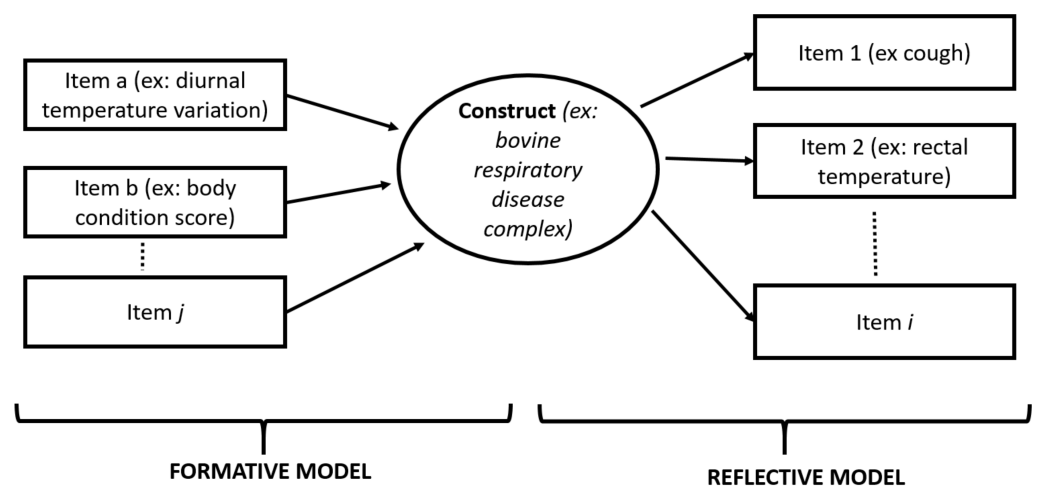 Item a (ex: diurnal
temperature variation)
Item b (ex: body
condition score)
Item j
Construct (ex:
bovine
respiratory
disease
complex)
Item 1 (ex cough)
Item 2 (ex: rectal
temperature)
Item i
FORMATIVE MODEL
REFLECTIVE MODEL